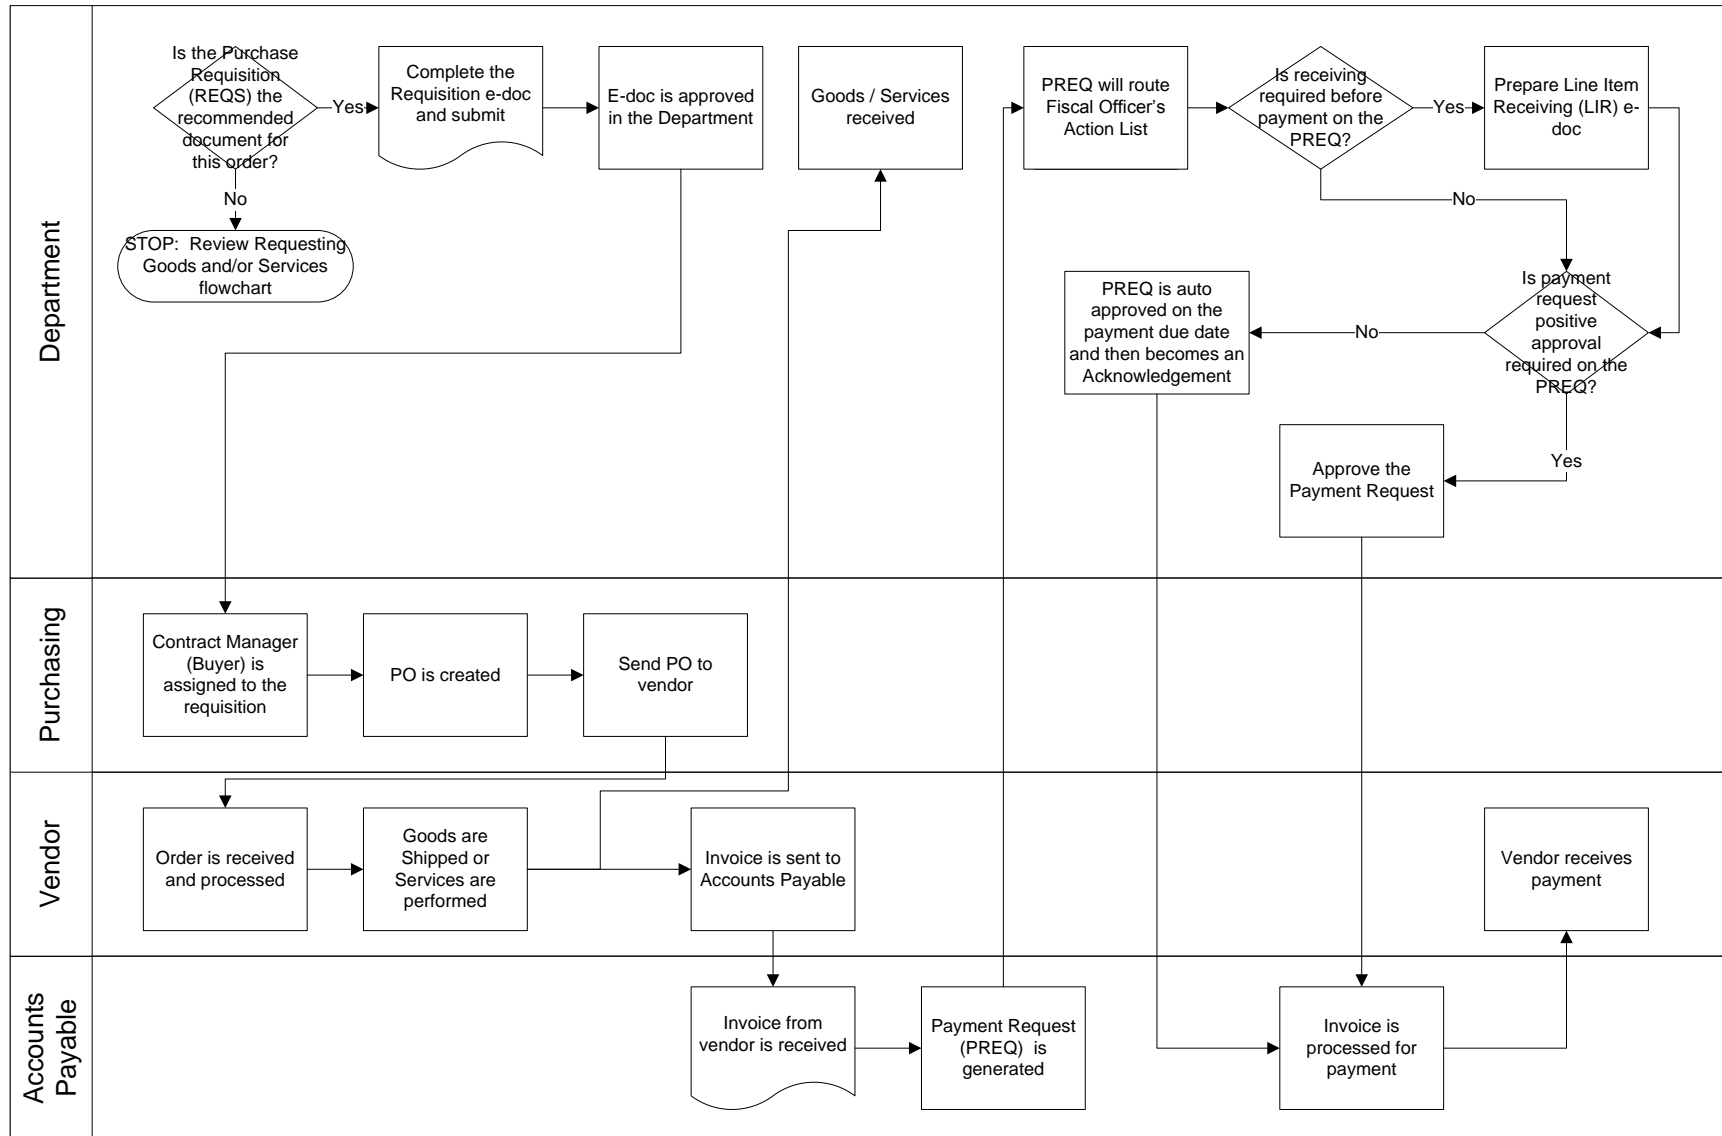 Department
Is the Purchase
Requisition
(REQS) the
recommended
document for
this order?
Yes
No
STOP:  Review Requesting
Goods and/or Services
flowchart
Complete the
Requisition e-doc
and submit
E-doc is approved
in the Department
Goods / Services
received
PREQ will route
Fiscal Officer's
Action List
Is receiving
required before
payment on the
PREQ?
Yes
No
Prepare Line Item
Receiving (LIR) e-
doc
Is payment
request
positive
approval
required on the
PREQ?
No
Yes
PREQ is auto
approved on the
payment due date
and then becomes an
Acknowledgement
Approve the
Payment Request
Purchasing
Contract Manager
(Buyer) is
assigned to the
requisition
PO is created
Send PO to
vendor
Vendor
Order is received
and processed
Goods are
Shipped or
Services are
performed
Invoice is sent to
Accounts Payable
Vendor receives
payment
Accounts
Payable
Invoice from
vendor is received
Payment Request
(PREQ)  is
generated
Invoice is
processed for
payment